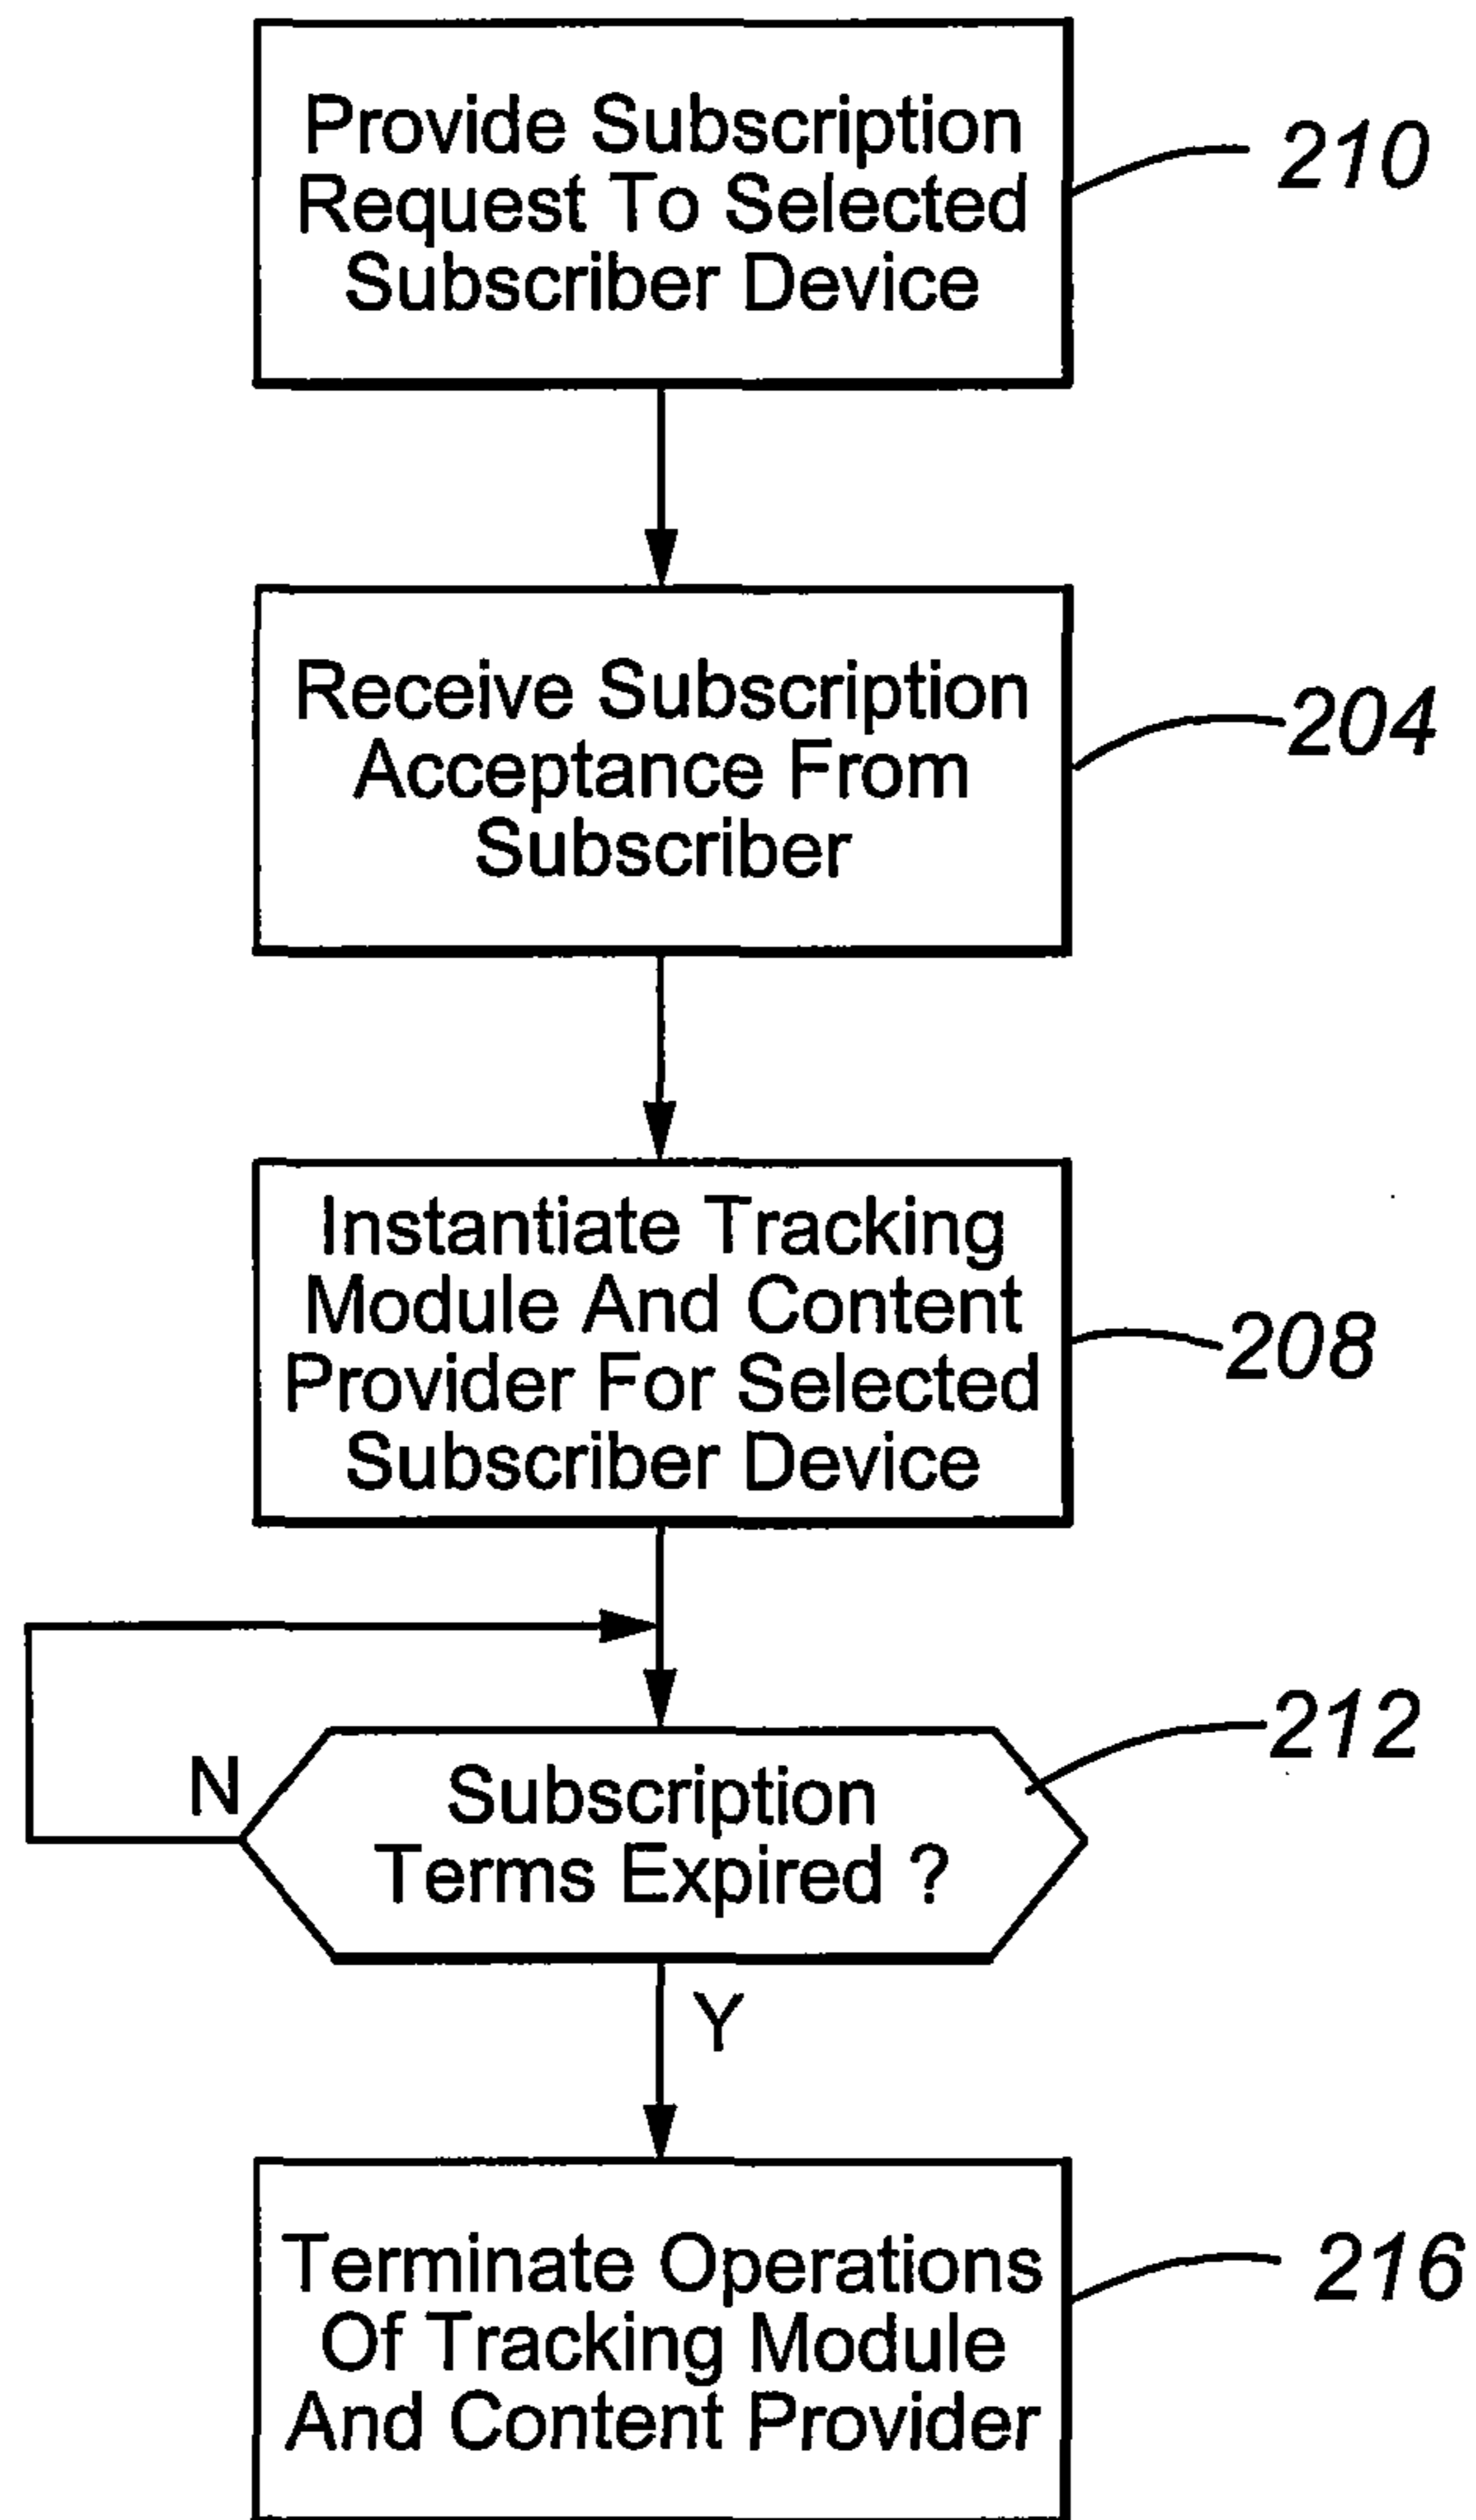 Provide Subscription
Request To Selected
Subscriber Device
210
Receive Subscription
Acceptance From
Subscriber
204
Instantiate Tracking
Module And Content
Provider For Selected
Subscriber Device
208
Subscription
Terms Expired ?
212
N
Y
Terminate Operations
Of Tracking Module
And Content Provider
216